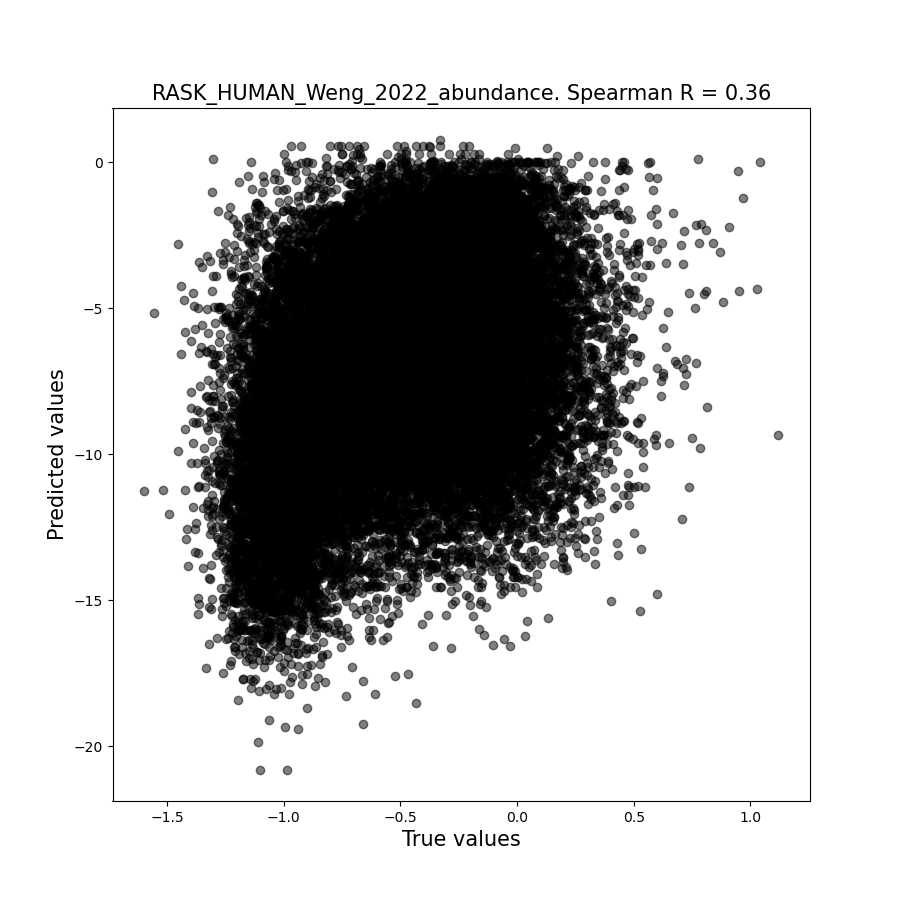 RASK_HUMAN_Weng_2022_abundance. Spearman R = 0.36
0
−5
−10
−15
−20
Predicted values
−1.5 −1.0 −0.5 0.0 0.5 1.0
True values